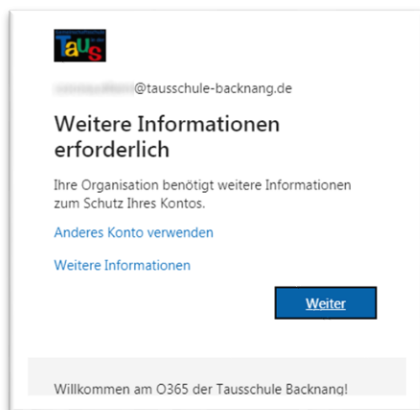 Taus
@tausschule-backnang.de
Weitere Informationen
erforderlich
Ihre Organisation benötigt weitere Informationen
zum Schutz Ihres Kontos.
Anderes Konto verwenden
Weitere Informationen
Weiter
Willkommen am O365 der Tausschule Backnang!